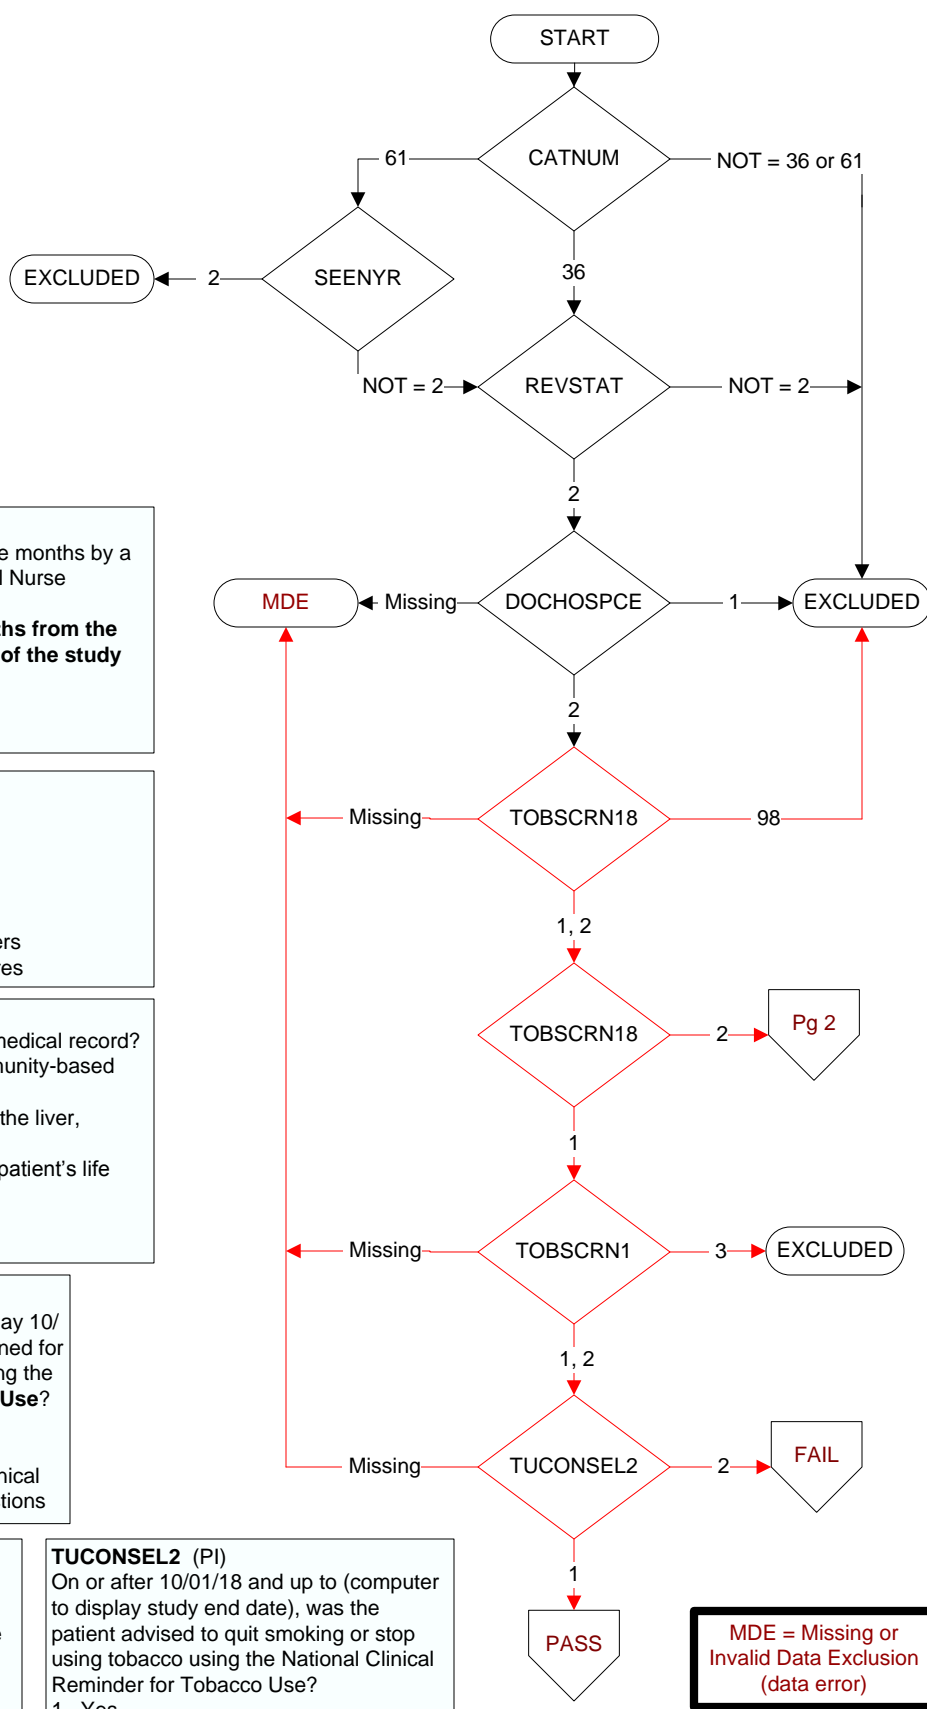 START
CATNUM
61
NOT = 36 or 61
36
SEENYR
EXCLUDED
2
NOT = 2
REVSTAT
NOT = 2
2
DOCHOSPCE
Missing
MDE
1
EXCLUDED
2
TOBSCRN18
Missing
98
1, 2
TOBSCRN18
2
Pg 2
1
TOBSCRN1
Missing
3
EXCLUDED
1, 2
TUCONSEL2
Missing
2
FAIL
1
PASS
MDE = Missing or
Invalid Data Exclusion
(data error)
e months by a
l Nurse
ths from the
of the study
ers
es
nedical record?
nunity-based
the liver,
patient's life
ay 10/
ned for
ng the
Use?
nical
tions
e
TUCONSEL2 (PI)
On or after 10/01/18 and up to (computer
to display study end date), was the
patient advised to quit smoking or stop
using tobacco using the National Clinical
Reminder for Tobacco Use?
1. Yes